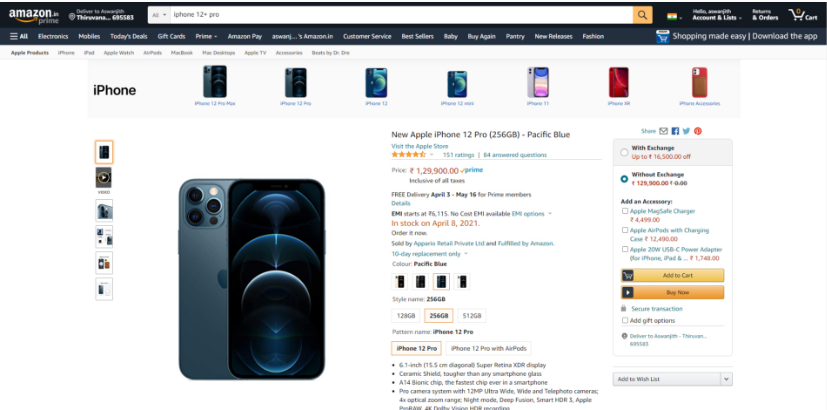 amazon.in
prime
Deliver to Aswanjith
Thiruvana... 695583
All
iphone 12+ pro
Hello, aswanjith
Account & Lists
Returns
& Orders
0
Cart
All Electronics Mobiles Today's Deals Gift Cards Prime Amazon Pay aswanj...'s Amazon.in Customer Service Best Sellers Baby Buy Again Pantry New Releases Fashion
Shopping made easy | Download the app
Apple Products iPhone iPad Apple Watch AirPods MacBook Mac Desktops Apple TV Accessories Beats by Dr. Dre
iPhone
iPhone 12 Pro Max iPhone 12 Pro iPhone 12 iPhone 12 mini iPhone 11 iPhone XR iPhone Accessories
Share
VIDEO
New Apple iPhone 12 Pro (256GB) - Pacific Blue
Visit the Apple Store
151 ratings | 84 answered questions
Price: ₹ 1,29,900.00 prime
Inclusive of all taxes
FREE Delivery April 3 - May 16 for Prime members
Details
EMI starts at ₹6,115. No Cost EMI available EMI options
In stock on April 8, 2021.
Order it now.
Sold by Apparis Retail Private Ltd and Fulfilled by Amazon.
10-day replacement only
Colour: Pacific Blue
Style name: 256GB
128GB 256GB 512GB
Pattern name: iPhone 12 Pro
iPhone 12 Pro iPhone 12 Pro with AirPods
6.1-inch (15.5 cm diagonal) Super Retina XDR display
Ceramic Shield, tougher than any smartphone glass
A14 Bionic chip, the fastest chip ever in a smartphone
Pro camera system with 12MP Ultra Wide, Wide and Telephoto cameras;
4x optical zoom range; Night mode, Deep Fusion, Smart HDR 3, Apple
ProRAW, 4K Dolby Vision HDR recording
With Exchange
Up to ₹ 16,500.00 off
Without Exchange
₹ 129,900.00 ₹ 0.00
Add an Accessory:
Apple MagSafe Charger
₹ 4,499.00
Apple AirPods with Charging
Case ₹ 12,490.00
Apple 20W USB-C Power Adapter
(for iPhone, iPad & ... ₹ 1,748.00
Add to Cart
Buy Now
Secure transaction
Add gift options
Deliver to Aswanjith - Thiruvan...
695583
Add to Wish List